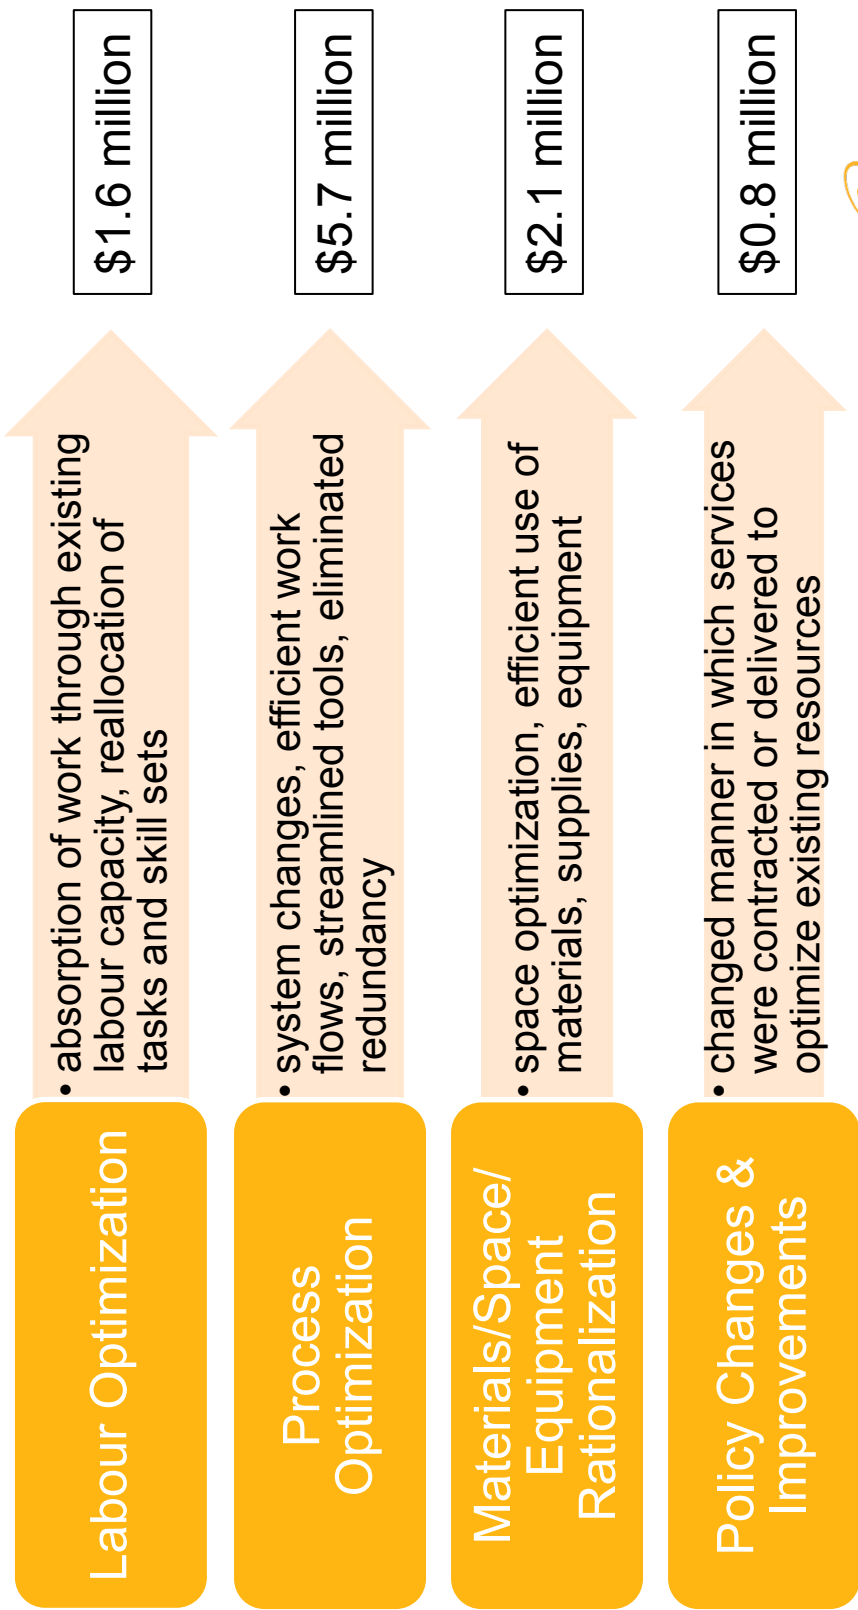 Labour Optimization
• absorption of work through existing
labour capacity, reallocation of
tasks and skill sets
$1.6 million
Process
Optimization
• system changes, efficient work
flows, streamlined tools, eliminated
redundancy
$5.7 million
Materials/Space/
Equipment
Rationalization
• space optimization, efficient use of
materials, supplies, equipment
$2.1 million
Policy Changes &
Improvements
• changed manner in which services
were contracted or delivered to
optimize existing resources
$0.8 million